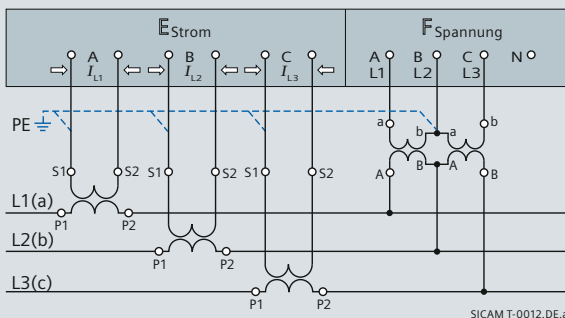 E Strom F Spannung
A B C A B C N
I L1 I L2 I L3 L1 L2 L3
PE
a b a b
S1 S2 S1 S2 S1 S2 A B A B
L1(a)
P1 P2
L2(b)
P1 P2
L3(c)
P1 P2
SICAM T-0012.DE.a